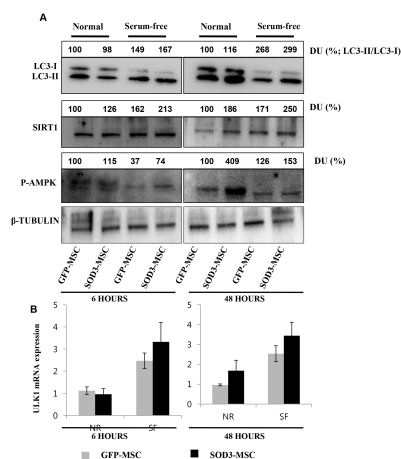 A
Normal Serum-free Normal Serum-free
100 98 149 167 100 116 268 299 DU (%; LC3-II/LC3-I)
LC3-I
LC3-II
100 126 162 213 100 186 171 250 DU (%)
SIRT1
100 115 37 74 100 409 126 153 DU (%)
P-AMPK
β-TUBULIN
GFP-MSC SOD3-MSC GFP-MSC SOD3-MSC GFP-MSC SOD3-MSC GFP-MSC SOD3-MSC
6 HOURS 48 HOURS
B
ULK1 mRNA expression
5 5
4 4
3 3
2 2
1 1
0 0
NR SF NR SF
6 HOURS 48 HOURS
GFP-MSC SOD3-MSC